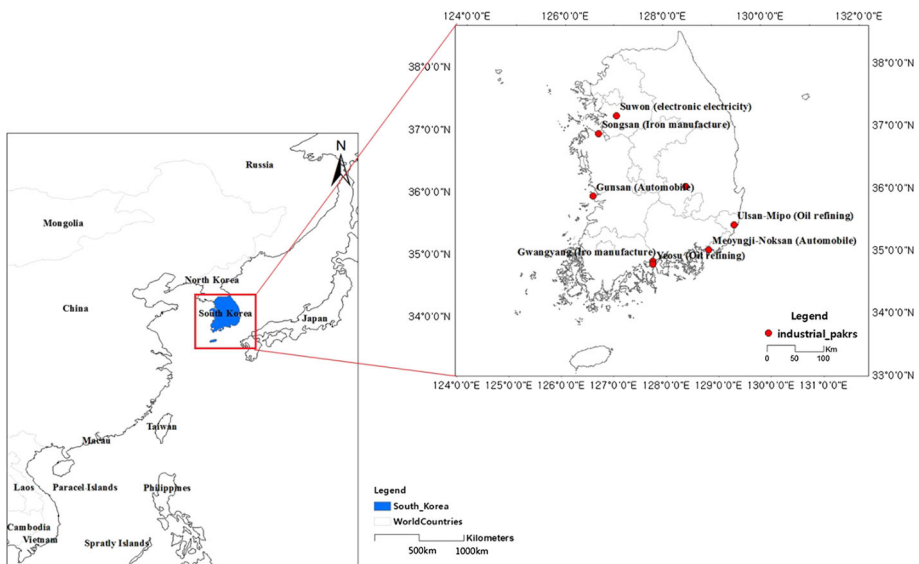 124°0'0"E
126°0'0"E
128°0'0"E
130°0'0"E
132°0'0"E
38°0'0"N
38°0'0"N
37°0'0"N
37°0'0"N
36°0'0"N
36°0'0"N
35°0'0"N
35°0'0"N
34°0'0"N
34°0'0"N
33°0'0"N
124°0'0"E
125°0'0"E
126°0'0"E
127°0'0"E
128°0'0"E
129°0'0"E
130°0'0"E
131°0'0"E
Suwon (electronic electricity)
Songsan (Iron manufacture)
Gunsan (Automobile)
Ulsan-Mipo (Oil refining)
Meoyngji-Noksan (Automobile)
Gwangyang (Iro manufacture)
Yeosu (Oil refining)
Legend
industrial_pakrs
0 50 100 Km
N
Russia
Mongolia
North Korea
China
South Korea
Japan
Taiwan
Macau
Laos
Paracel Islands
Philippines
Cambodia
Vietnam
Spratly Islands
Legend
South_Korea
WorldCountries
Kilometers
500km 1000km